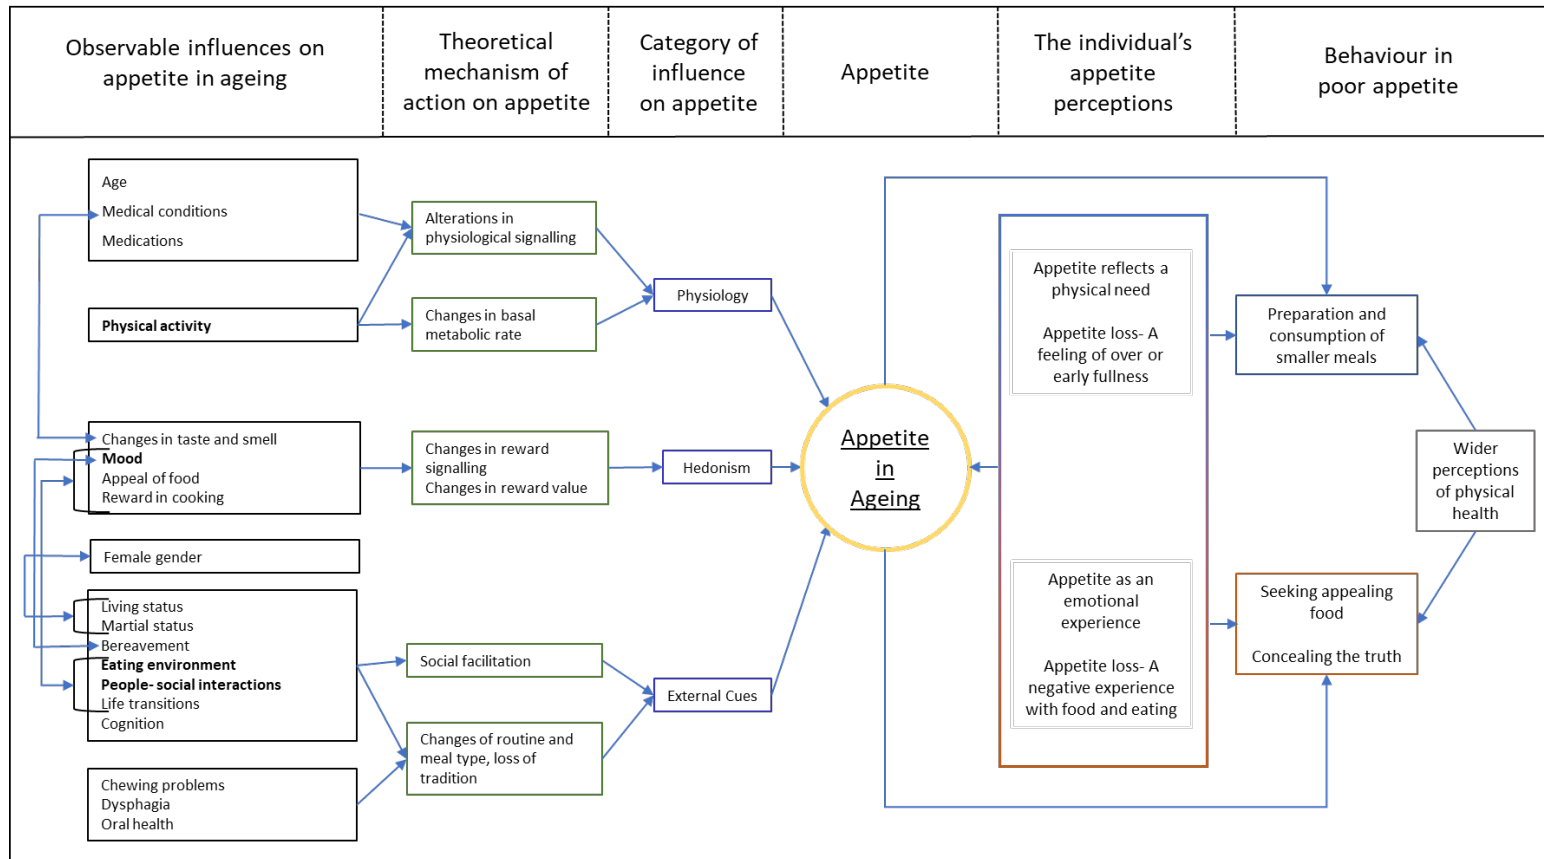 Observable influences on
appetite in ageing
Theoretical
mechanism of
action on appetite
Category of
influence
on appetite
Appetite
The individual's
appetite
perceptions
Behaviour in
poor appetite
Age
Medical conditions
Medications
Physical activity
Changes in taste and smell
Mood
Appeal of food
Reward in cooking
Female gender
Living status
Martial status
Bereavement
Eating environment
People- social interactions
Life transitions
Cognition
Chewing problems
Dysphagia
Oral health
Alterations in
physiological signalling
Changes in basal
metabolic rate
Changes in reward
signalling
Changes in reward value
Social facilitation
Changes of routine and
meal type, loss of
tradition
Physiology
Hedonism
External Cues
Appetite
in
Ageing
Appetite reflects a
physical need
Appetite loss- A
feeling of over or
early fullness
Appetite as an
emotional
experience
Appetite loss- A
negative experience
with food and eating
Preparation and
consumption of
smaller meals
Seeking appealing
food
Concealing the truth
Wider
perceptions
of physical
health